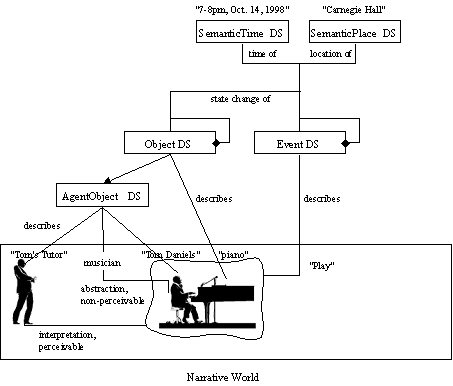 "7-8pm, Oct. 14, 1998" "Carnegie Hall"
SemanticTime DS SemanticPlace DS
time of location of
state change of
Object DS Event DS
AgentObject DS
describes describes
describes
"Tom's Tutor" musician "Tom Daniels" "piano" "Play"
abstraction,
non-perceivable
interpretation,
perceivable
Narrative World